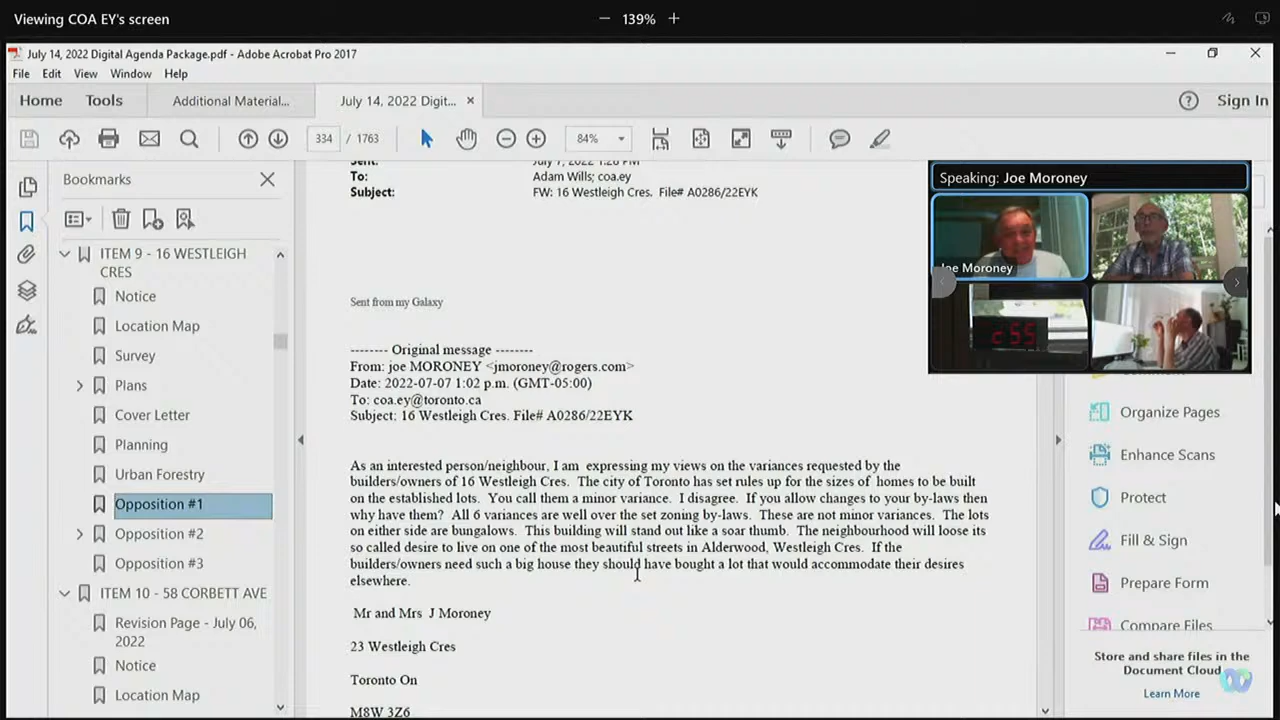 Viewing COA EY's screen
139%
July 14, 2022 Digital Agenda Package.pdf - Adobe Acrobat Pro 2017
File Edit View Window Help
Home Tools Additional Material... July 14, 2022 Digit... Sign In
334 / 1763 84%
Bookmarks
ITEM 9 - 16 WESTLEIGH
CRES
Notice
Location Map
Survey
Plans
Cover Letter
Planning
Urban Forestry
Opposition #1
Opposition #2
Opposition #3
ITEM 10 - 58 CORBETT AVE
Revision Page - July 06,
2022
Notice
Location Map
Sent: July 7, 2022 1:28 PM
To: Adam Wills; coa.ey
Subject: FW: 16 Westleigh Cres. File# A0286/22EYK
Sent from my Galaxy
-------- Original message --------
From: joe MORONEY <jmoroney@rogers.com>
Date: 2022-07-07 1:02 p.m. (GMT-05:00)
To: coa.ey@toronto.ca
Subject: 16 Westleigh Cres. File# A0286/22EYK
As an interested person/neighbour, I am expressing my views on the variances requested by the
builders/owners of 16 Westleigh Cres. The city of Toronto has set rules up for the sizes of homes to be built
on the established lots. You call them a minor variance. I disagree. If you allow changes to your by-laws then
why have them? All 6 variances are well over the set zoning by-laws. These are not minor variances. The lots
on either side are bungalows. This building will stand out like a soar thumb. The neighbourhood will loose its
so called desire to live on one of the most beautiful streets in Alderwood, Westleigh Cres. If the
builders/owners need such a big house they should have bought a lot that would accommodate their desires
elsewhere.
Mr and Mrs J Moroney
23 Westleigh Cres
Toronto On
M8W 3Z6
Speaking: Joe Moroney
Joe Moroney
Organize Pages
Enhance Scans
Protect
Fill & Sign
Prepare Form
Compare Files
Store and share files in the
Document Cloud
Learn More